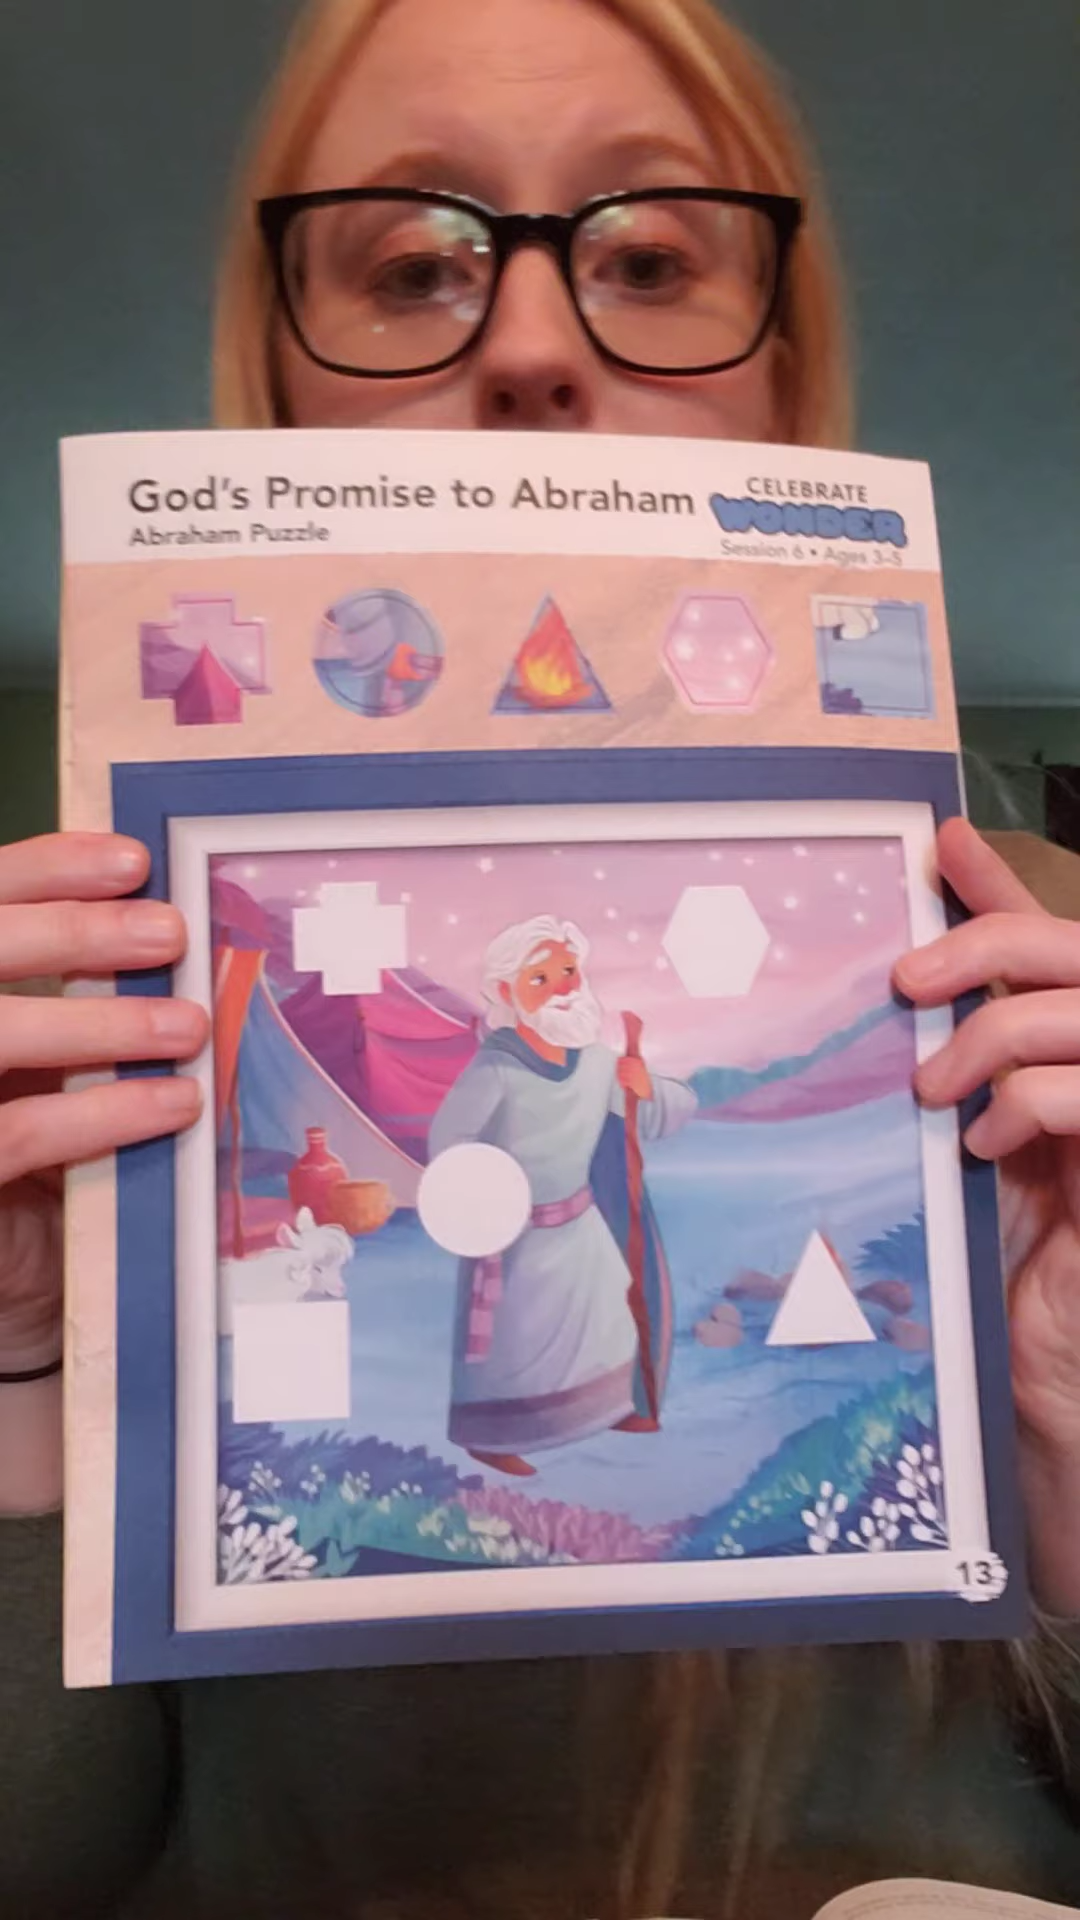 God's Promise to Abraham
Abraham Puzzle
CELEBRATE
WONDER
Session 6 • Ages 3–5
13